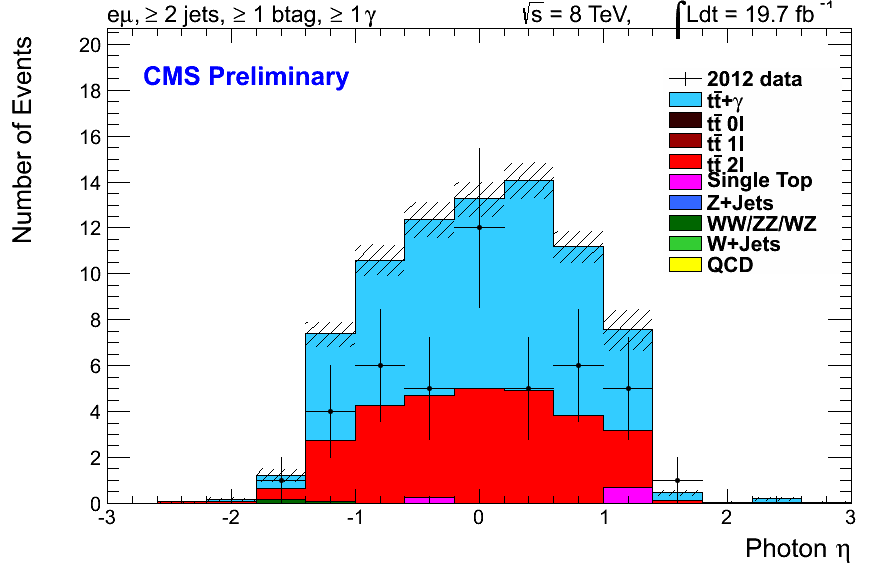 eμ, ≥ 2 jets, ≥ 1 btag, ≥ 1 γ
√s = 8 TeV, ∫Ldt = 19.7 fb⁻¹
Number of Events
CMS Preliminary
2012 data
tt̄+γ
tt̄ 0l
tt̄ 1l
tt̄ 2l
Single Top
Z+Jets
WW/ZZ/WZ
W+Jets
QCD
20
18
16
14
12
10
8
6
4
2
0
-3 -2 -1 0 1 2 3
Photon η